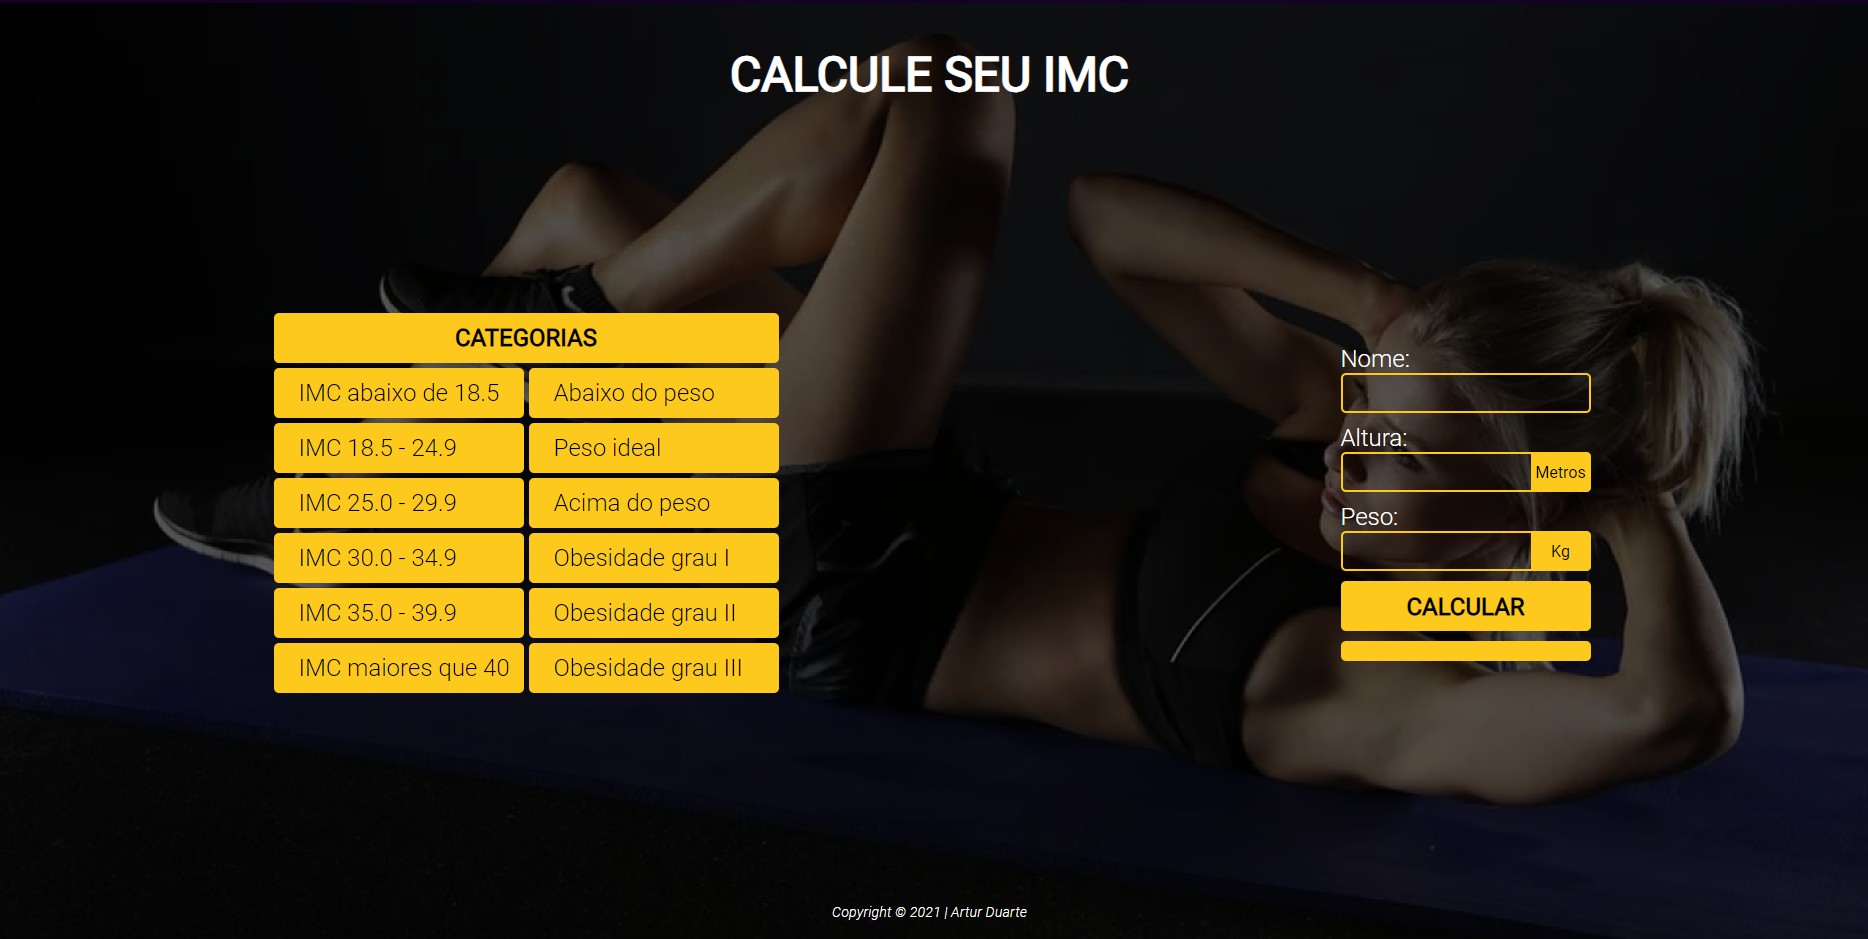 CALCULE SEU IMC
CATEGORIAS
IMC abaixo de 18.5 Abaixo do peso
IMC 18.5 - 24.9 Peso ideal
IMC 25.0 - 29.9 Acima do peso
IMC 30.0 - 34.9 Obesidade grau I
IMC 35.0 - 39.9 Obesidade grau II
IMC maiores que 40 Obesidade grau III
Nome:
Altura:
Metros
Peso:
Kg
CALCULAR
Copyright © 2021 | Artur Duarte